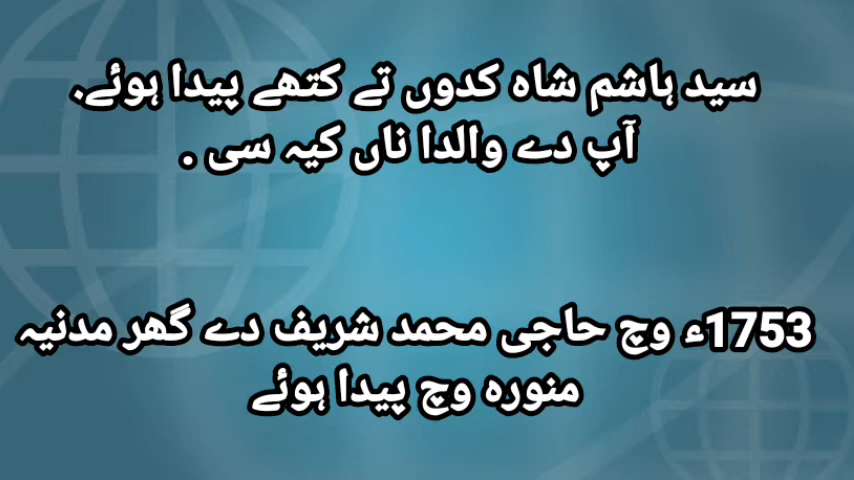 سید ہاشم شاہ کدوں تے کتھے پیدا ہوئے.
آپ دے والدا ناں کیہ سی .
1753ء وچ حاجی محمد شریف دے گھر مدنیہ
منورہ وچ پیدا ہوئے